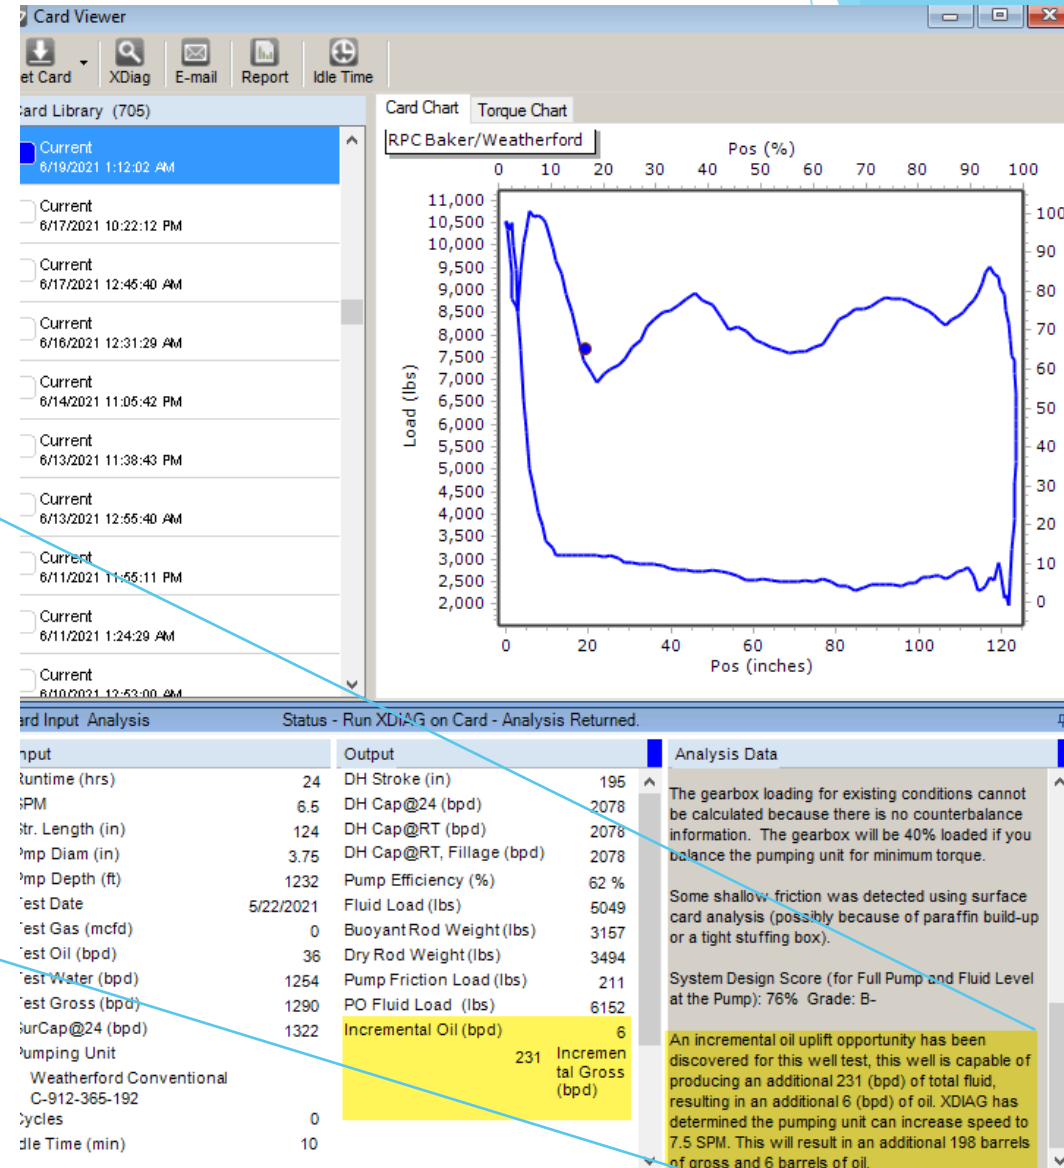 Card Viewer
et Card XDiag E-mail Report Idle Time
Card Library (705)
Current
6/19/2021 1:12:02 AM
Current
6/17/2021 10:22:12 PM
Current
6/17/2021 12:45:40 AM
Current
6/16/2021 12:31:29 AM
Current
6/14/2021 11:05:42 PM
Current
6/13/2021 11:38:43 PM
Current
6/13/2021 12:55:40 AM
Current
6/11/2021 11:55:11 PM
Current
6/11/2021 1:24:29 AM
Current
6/10/2021 12:53:00 AM
Card Chart Torque Chart
RPC Baker/Weatherford
Pos (%)
0 10 20 30 40 50 60 70 80 90 100
Load (lbs)
11,000
10,500
10,000
9,500
9,000
8,500
8,000
7,500
7,000
6,500
6,000
5,500
5,000
4,500
4,000
3,500
3,000
2,500
2,000
100
90
80
70
60
50
40
30
20
10
0
0 20 40 60 80 100 120
Pos (inches)
ard Input Analysis Status - Run XDIAG on Card - Analysis Returned.
nput
Runtime (hrs) 24
SPM 6.5
Str. Length (in) 124
Pmp Diam (in) 3.75
Pmp Depth (ft) 1232
Test Date 5/22/2021
Test Gas (mcfd) 0
Test Oil (bpd) 36
Test Water (bpd) 1254
Test Gross (bpd) 1290
SurCap@24 (bpd) 1322
Pumping Unit
Weatherford Conventional
C-912-365-192
Cycles 0
dle Time (min) 10
Output
DH Stroke (in) 195
DH Cap@24 (bpd) 2078
DH Cap@RT (bpd) 2078
DH Cap@RT, Fillage (bpd) 2078
Pump Efficiency (%) 62 %
Fluid Load (lbs) 5049
Buoyant Rod Weight (lbs) 3157
Dry Rod Weight (lbs) 3494
Pump Friction Load (lbs) 211
PO Fluid Load (lbs) 6152
Incremental Oil (bpd) 6
231 Incremen
tal Gross
(bpd)
Analysis Data
The gearbox loading for existing conditions cannot
be calculated because there is no counterbalance
information. The gearbox will be 40% loaded if you
balance the pumping unit for minimum torque.
Some shallow friction was detected using surface
card analysis (possibly because of paraffin build-up
or a tight stuffing box).
System Design Score (for Full Pump and Fluid Level
at the Pump): 76% Grade: B-
An incremental oil uplift opportunity has been
discovered for this well test, this well is capable of
producing an additional 231 (bpd) of total fluid,
resulting in an additional 6 (bpd) of oil. XDIAG has
determined the pumping unit can increase speed to
7.5 SPM. This will result in an additional 198 barrels
of gross and 6 barrels of oil.